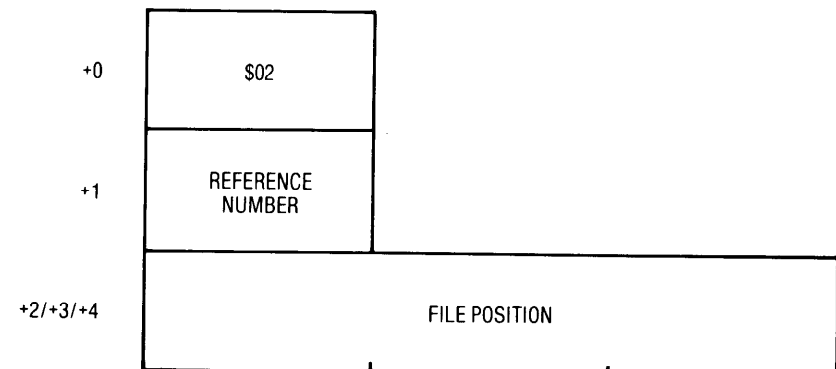 +0 $02
+1 REFERENCE
NUMBER
+2/+3/+4 FILE POSITION